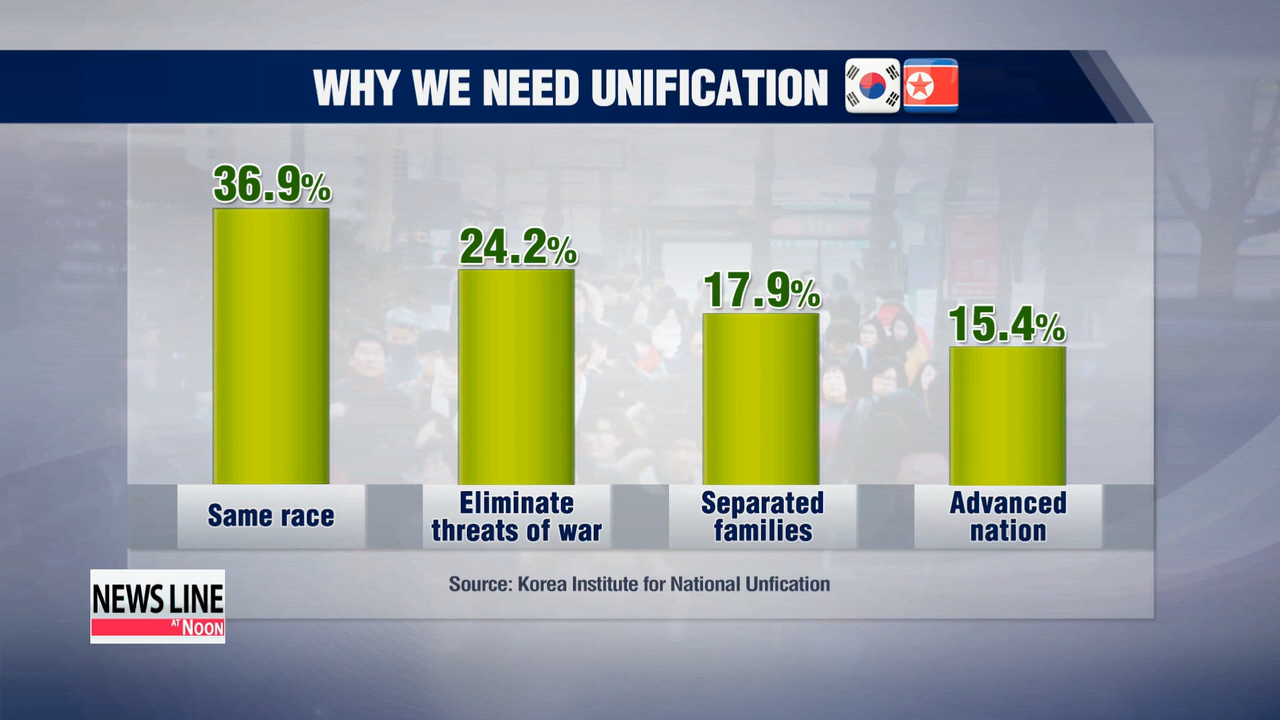 WHY WE NEED UNIFICATION
36.9%
24.2%
17.9%
15.4%
Same race
Eliminate
threats of war
Separated
families
Advanced
nation
Source: Korea Institute for National Unfication
NEWS LINE
AT NOON